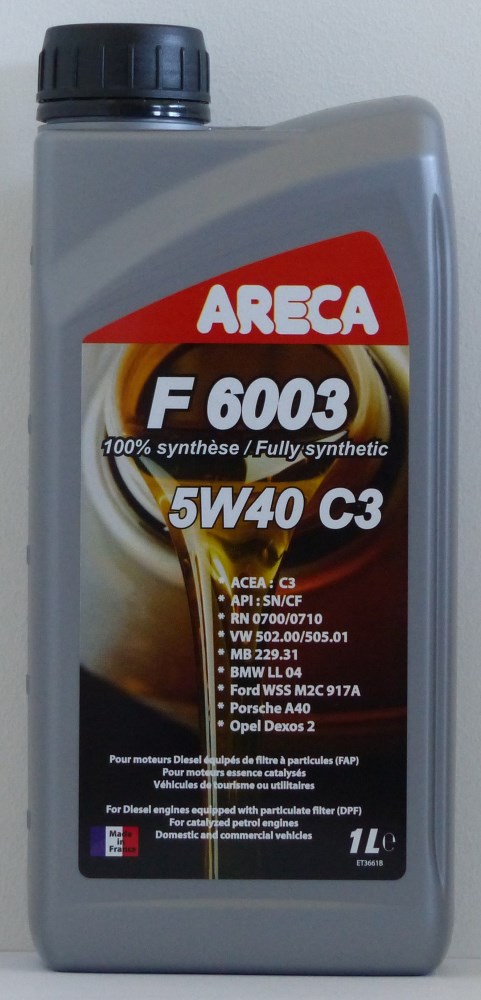 ARECA
F 6003
100% synthèse / Fully synthetic
5W40 C3
* ACEA : C3
* API : SN/CF
* RN 0700/0710
* VW 502.00/505.01
* MB 229.31
* BMW LL 04
* Ford WSS M2C 917A
* Porsche A40
* Opel Dexos 2
Pour moteurs Diesel équipés de filtre à particules (FAP)
Pour moteurs essence catalysés
Véhicules de tourisme ou utilitaires
For Diesel engines equipped with particulate filter (DPF)
For catalyzed petrol engines
Domestic and commercial vehicles
Made
in
France
1L e
ET3661B